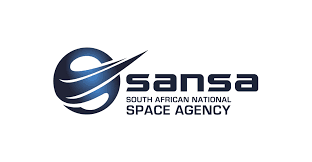 sansa
SOUTH AFRICAN NATIONAL
SPACE AGENCY